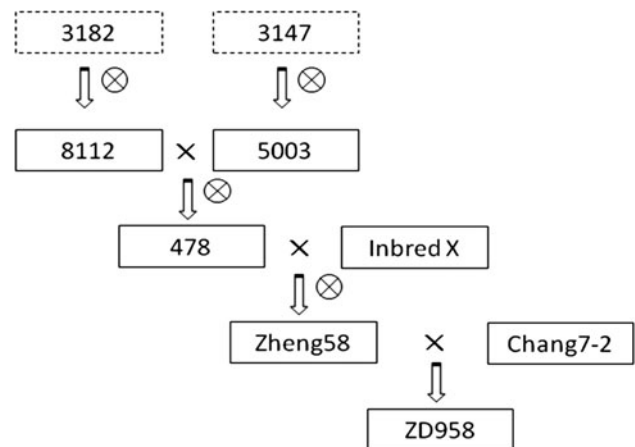 3182 3147
8112 × 5003
478 × Inbred X
Zheng58 × Chang7-2
ZD958